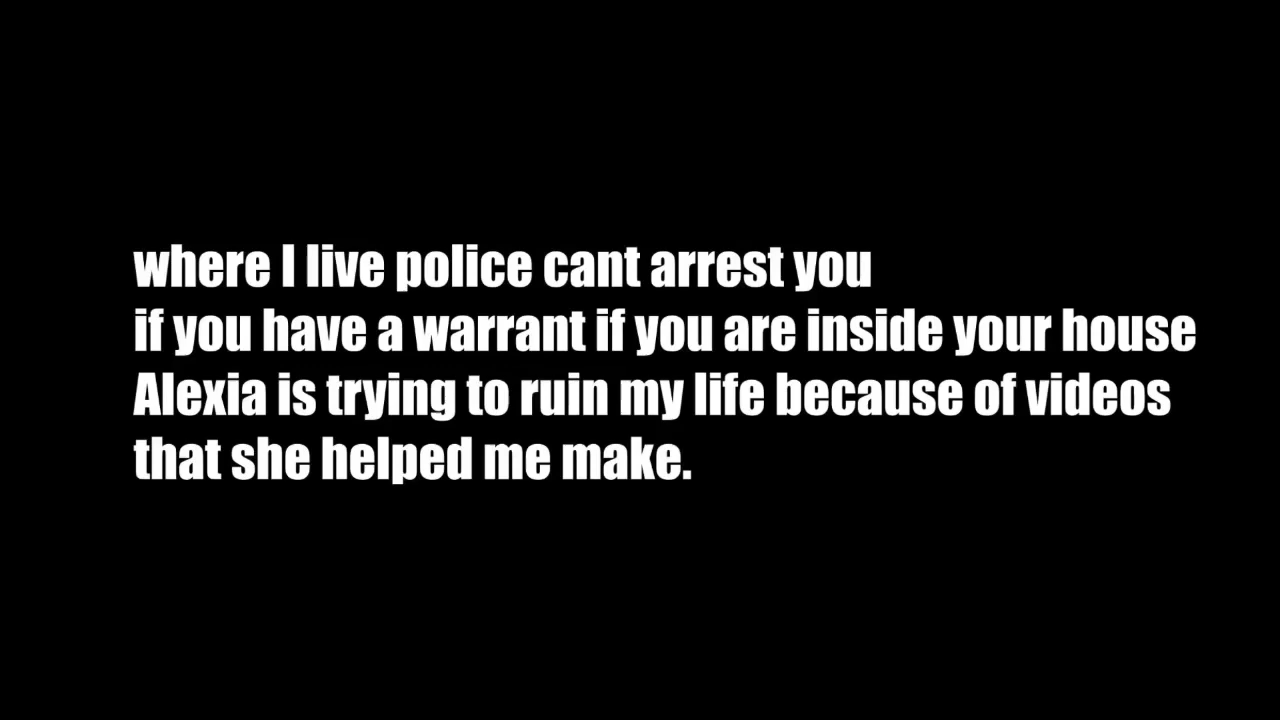 where I live police cant arrest you
if you have a warrant if you are inside your house
Alexia is trying to ruin my life because of videos
that she helped me make.